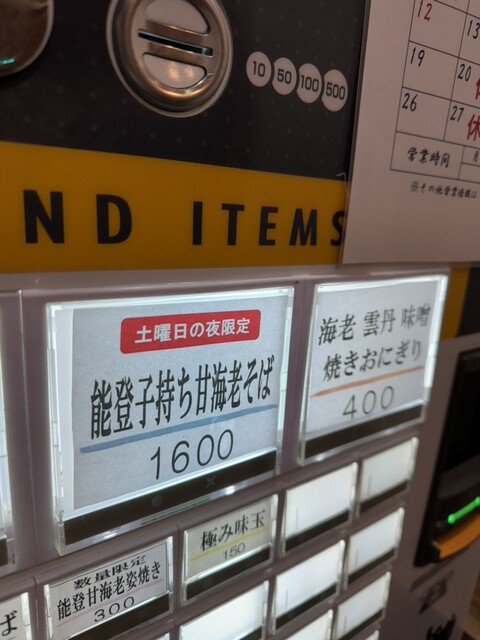 10 50 100 500
12 13
19 20
26 27 休
営業時間 月
※その他営業情報は
ND ITEMS
土曜日の夜限定
能登子持ち甘海老そば
1600
海老 雲丹 味噌
焼きおにぎり
400
極み味玉
150
数量限定
能登甘海老姿焼き
300
ば